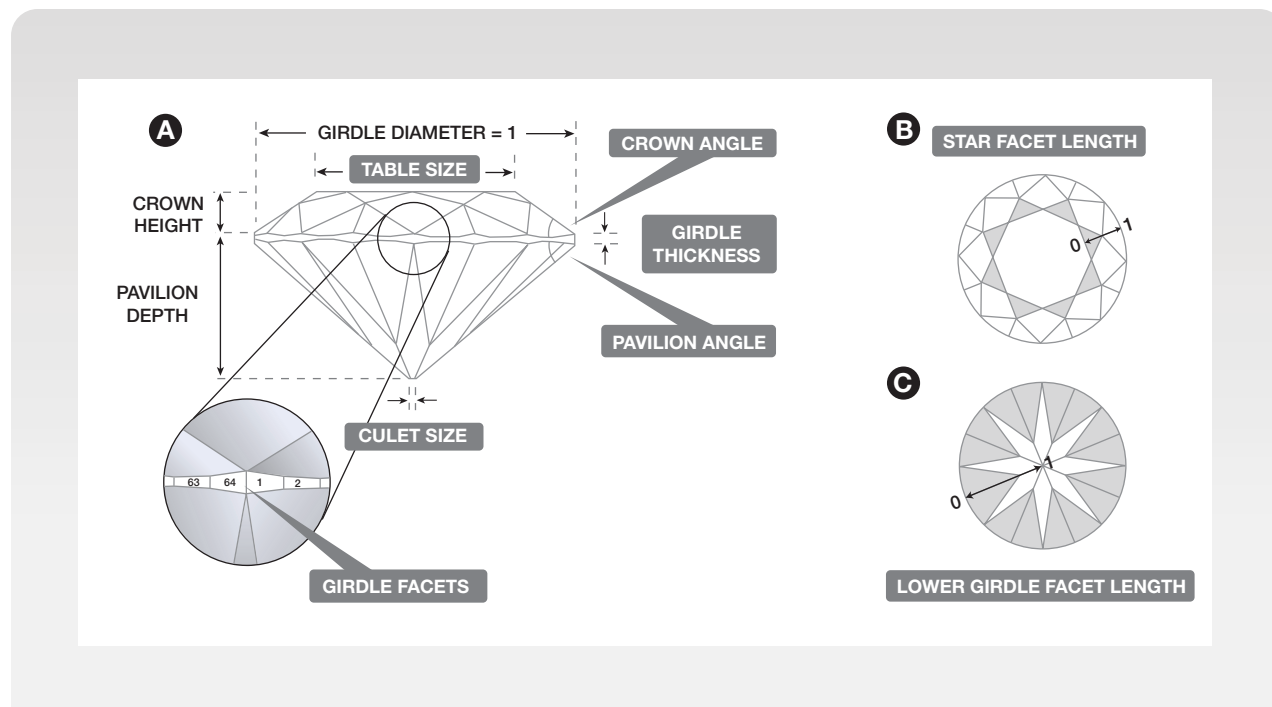 A
GIRDLE DIAMETER = 1
TABLE SIZE
CROWN ANGLE
CROWN
HEIGHT
GIRDLE
THICKNESS
PAVILION
DEPTH
PAVILION ANGLE
CULET SIZE
63 64 1 2
GIRDLE FACETS
B
STAR FACET LENGTH
0 1
C
1
0
LOWER GIRDLE FACET LENGTH